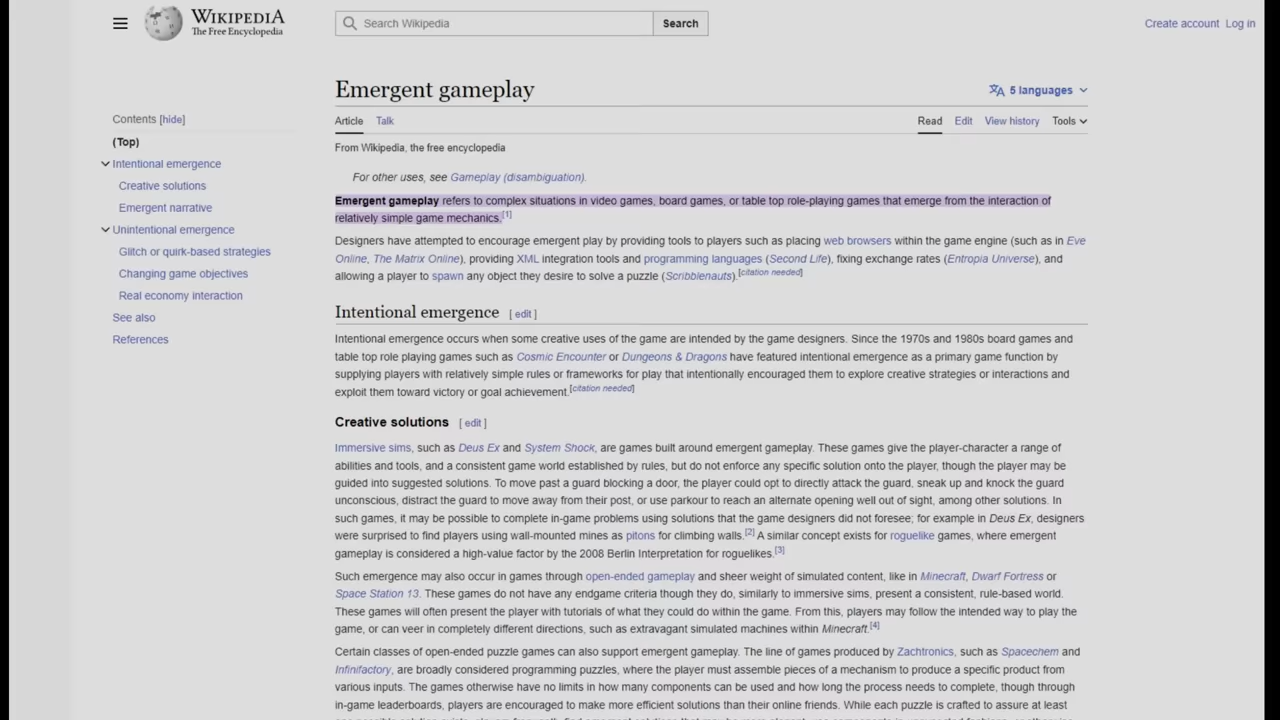 WIKIPEDIA
The Free Encyclopedia
Search Wikipedia
Search
Create account Log in
Emergent gameplay
5 languages
Contents [hide]
(Top)
Intentional emergence
Creative solutions
Emergent narrative
Unintentional emergence
Glitch or quirk-based strategies
Changing game objectives
Real economy interaction
See also
References
Article Talk
Read Edit View history Tools
From Wikipedia, the free encyclopedia
For other uses, see Gameplay (disambiguation).
Emergent gameplay refers to complex situations in video games, board games, or table top role-playing games that emerge from the interaction of
relatively simple game mechanics.[1]
Designers have attempted to encourage emergent play by providing tools to players such as placing web browsers within the game engine (such as in Eve
Online, The Matrix Online), providing XML integration tools and programming languages (Second Life), fixing exchange rates (Entropia Universe), and
allowing a player to spawn any object they desire to solve a puzzle (Scribblenauts).[citation needed]
Intentional emergence [ edit ]
Intentional emergence occurs when some creative uses of the game are intended by the game designers. Since the 1970s and 1980s board games and
table top role playing games such as Cosmic Encounter or Dungeons & Dragons have featured intentional emergence as a primary game function by
supplying players with relatively simple rules or frameworks for play that intentionally encouraged them to explore creative strategies or interactions and
exploit them toward victory or goal achievement.[citation needed]
Creative solutions [ edit ]
Immersive sims, such as Deus Ex and System Shock, are games built around emergent gameplay. These games give the player-character a range of
abilities and tools, and a consistent game world established by rules, but do not enforce any specific solution onto the player, though the player may be
guided into suggested solutions. To move past a guard blocking a door, the player could opt to directly attack the guard, sneak up and knock the guard
unconscious, distract the guard to move away from their post, or use parkour to reach an alternate opening well out of sight, among other solutions. In
such games, it may be possible to complete in-game problems using solutions that the game designers did not foresee; for example in Deus Ex, designers
were surprised to find players using wall-mounted mines as pitons for climbing walls.[2] A similar concept exists for roguelike games, where emergent
gameplay is considered a high-value factor by the 2008 Berlin Interpretation for roguelikes.[3]
Such emergence may also occur in games through open-ended gameplay and sheer weight of simulated content, like in Minecraft, Dwarf Fortress or
Space Station 13. These games do not have any endgame criteria though they do, similarly to immersive sims, present a consistent, rule-based world.
These games will often present the player with tutorials of what they could do within the game. From this, players may follow the intended way to play the
game, or can veer in completely different directions, such as extravagant simulated machines within Minecraft.[4]
Certain classes of open-ended puzzle games can also support emergent gameplay. The line of games produced by Zachtronics, such as Spacechem and
Infinifactory, are broadly considered programming puzzles, where the player must assemble pieces of a mechanism to produce a specific product from
various inputs. The games otherwise have no limits in how many components can be used and how long the process needs to complete, though through
in-game leaderboards, players are encouraged to make more efficient solutions than their online friends. While each puzzle is crafted to assure at least